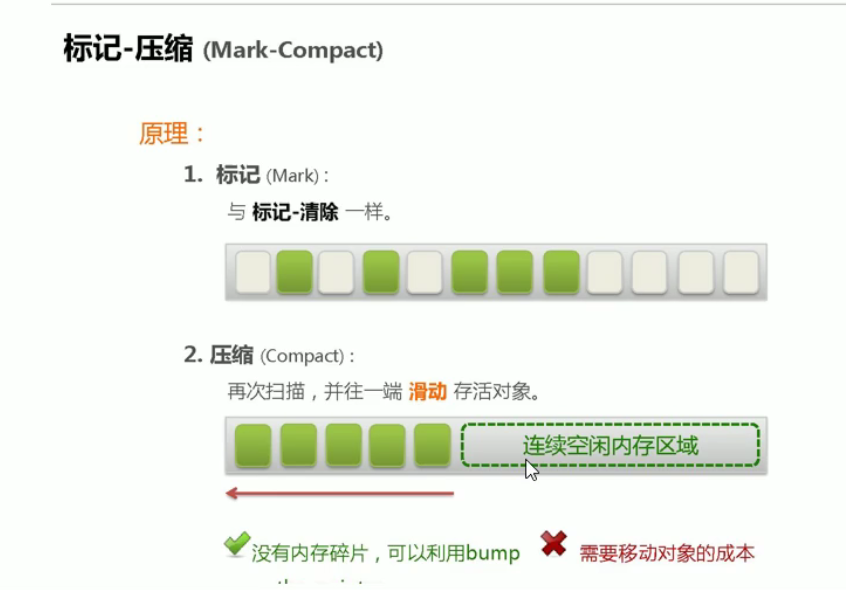 标记-压缩 (Mark-Compact)
原理：
1. 标记 (Mark)：
与 标记-清除 一样。
2. 压缩 (Compact)：
再次扫描，并往一端 滑动 存活对象。
连续空闲内存区域
没有内存碎片，可以利用bump
需要移动对象的成本